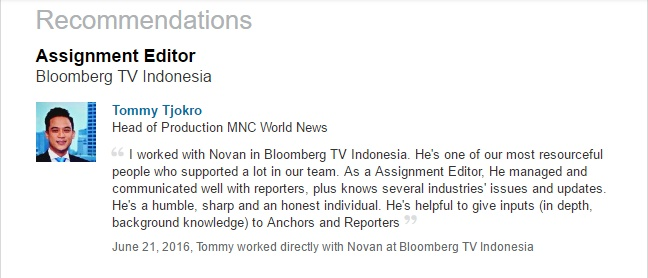 Recommendations
Assignment Editor
Bloomberg TV Indonesia
Tommy Tjokro
Head of Production MNC World News
“ I worked with Novan in Bloomberg TV Indonesia. He's one of our most resourceful
people who supported a lot in our team. As a Assignment Editor, He managed and
communicated well with reporters, plus knows several industries' issues and updates.
He's a humble, sharp and an honest individual. He's helpful to give inputs (in depth,
background knowledge) to Anchors and Reporters ”
June 21, 2016, Tommy worked directly with Novan at Bloomberg TV Indonesia